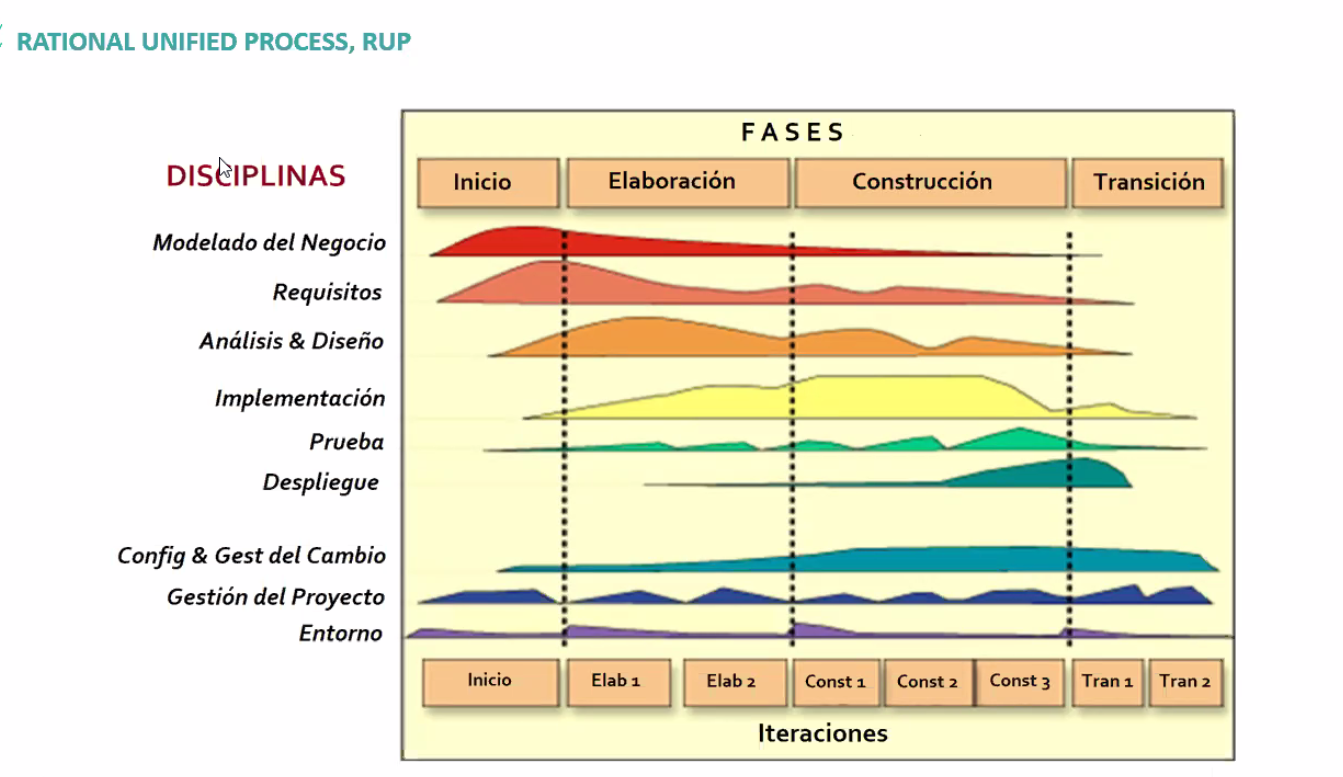 RATIONAL UNIFIED PROCESS, RUP
FASES
DISCIPLINAS
Inicio
Elaboración
Construcción
Transición
Modelado del Negocio
Requisitos
Análisis & Diseño
Implementación
Prueba
Despliegue
Config & Gest del Cambio
Gestión del Proyecto
Entorno
Inicio
Elab 1
Elab 2
Const 1
Const 2
Const 3
Tran 1
Tran 2
Iteraciones